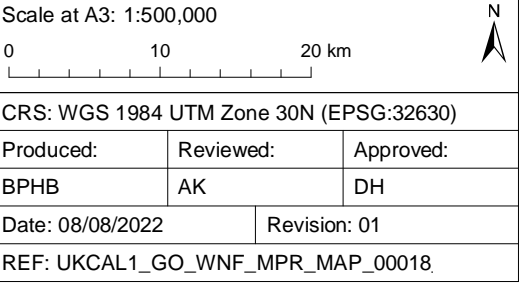 Scale at A3: 1:500,000
N
0 10 20 km
CRS: WGS 1984 UTM Zone 30N (EPSG:32630)
Produced: Reviewed: Approved:
BPHB AK DH
Date: 08/08/2022 Revision: 01
REF: UKCAL1_GO_WNF_MPR_MAP_00018